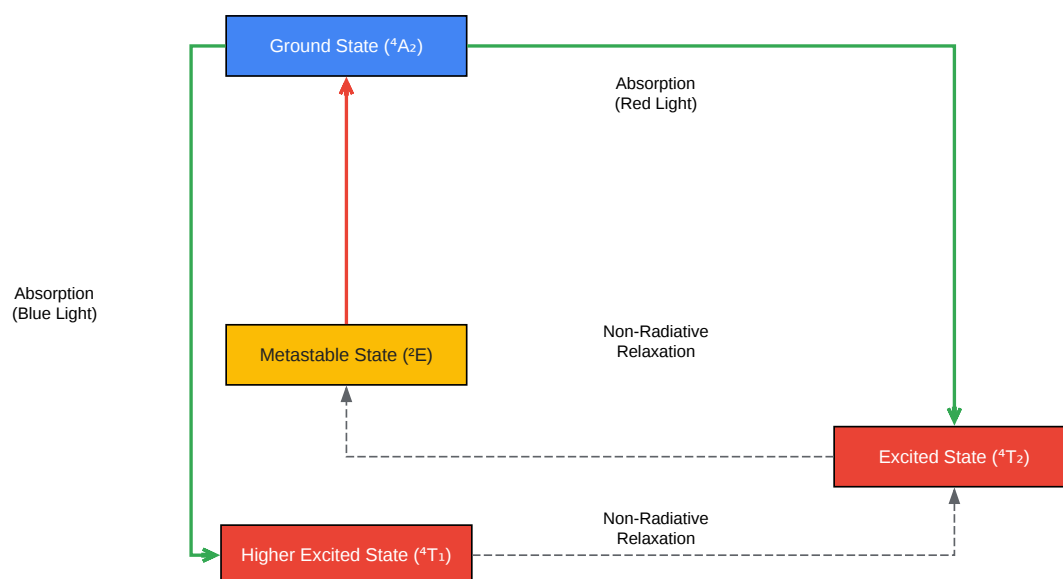 Ground State (⁴A₂)
Absorption
(Red Light)
Absorption
(Blue Light)
Metastable State (²E)
Non-Radiative
Relaxation
Excited State (⁴T₂)
Non-Radiative
Relaxation
Higher Excited State (⁴T₁)